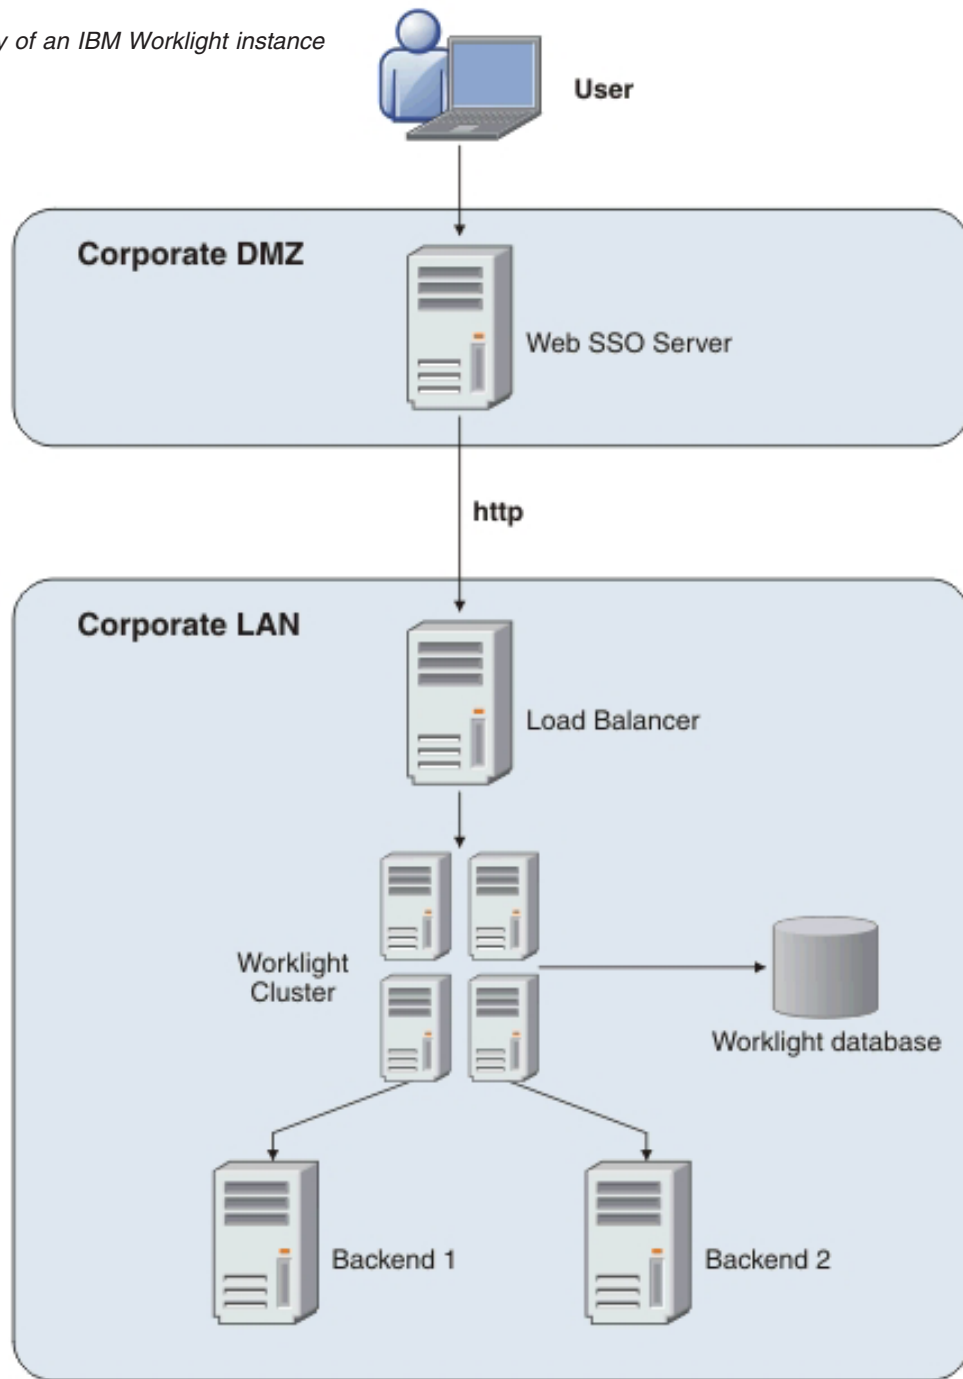 of an IBM Worklight instance
User
Corporate DMZ
Web SSO Server
http
Corporate LAN
Load Balancer
Worklight
Cluster
Worklight database
Backend 1
Backend 2